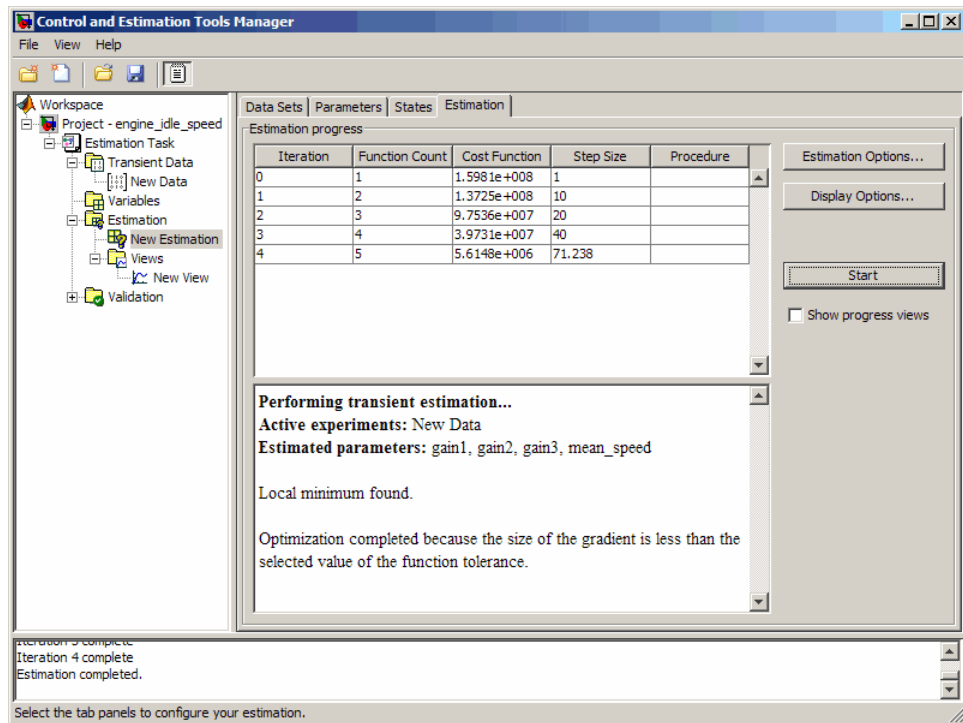 Control and Estimation Tools Manager
File View Help
Workspace
Project - engine_idle_speed
Estimation Task
Transient Data
New Data
Variables
Estimation
New Estimation
Views
New View
Validation
Data Sets Parameters States Estimation
Estimation progress
Iteration Function Count Cost Function Step Size Procedure
0 1 1.5981e+008 1
1 2 1.3725e+008 10
2 3 9.7536e+007 20
3 4 3.9731e+007 40
4 5 5.6148e+006 71.238
Estimation Options...
Display Options...
Start
Show progress views
Performing transient estimation...
Active experiments: New Data
Estimated parameters: gain1, gain2, gain3, mean_speed
Local minimum found.
Optimization completed because the size of the gradient is less than the
selected value of the function tolerance.
Iteration 3 complete
Iteration 4 complete
Estimation completed.
Select the tab panels to configure your estimation.